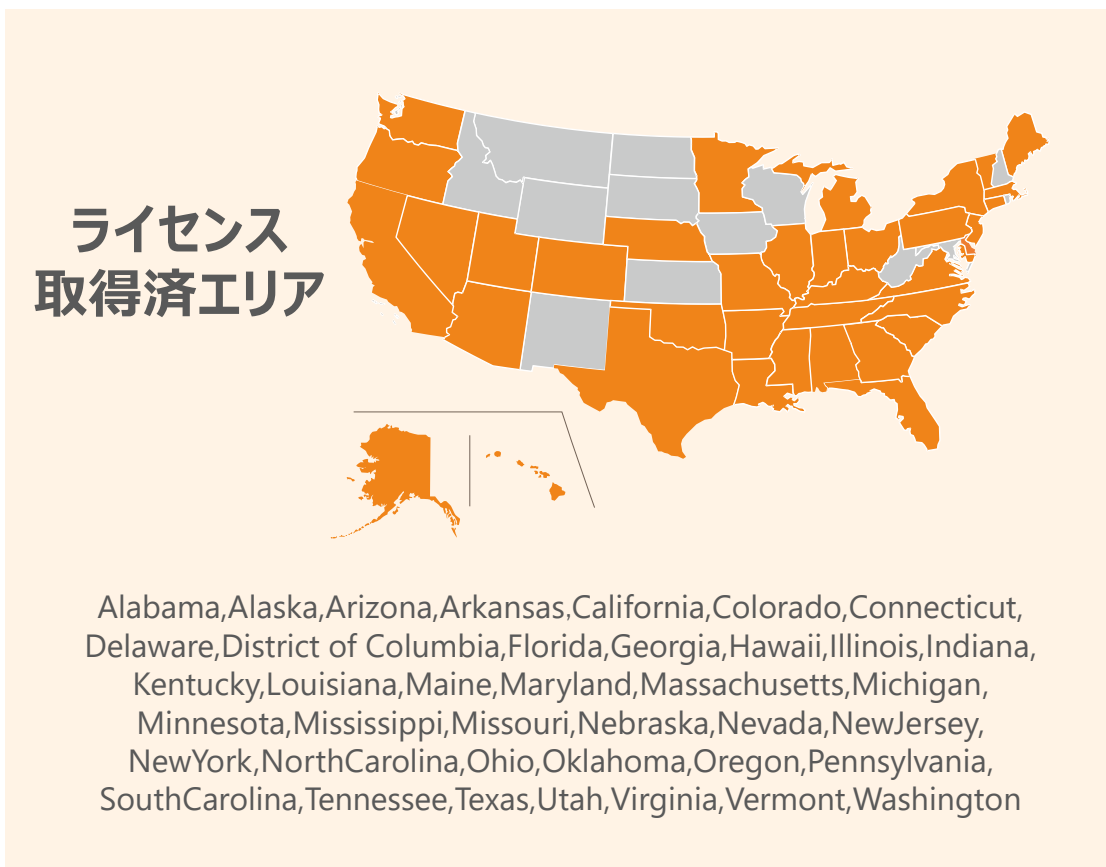 ライセンス
取得済エリア
Alabama,Alaska,Arizona,Arkansas,California,Colorado,Connecticut,
Delaware,District of Columbia,Florida,Georgia,Hawaii,Illinois,Indiana,
Kentucky,Louisiana,Maine,Maryland,Massachusetts,Michigan,
Minnesota,Mississippi,Missouri,Nebraska,Nevada,NewJersey,
NewYork,NorthCarolina,Ohio,Oklahoma,Oregon,Pennsylvania,
SouthCarolina,Tennessee,Texas,Utah,Virginia,Vermont,Washington